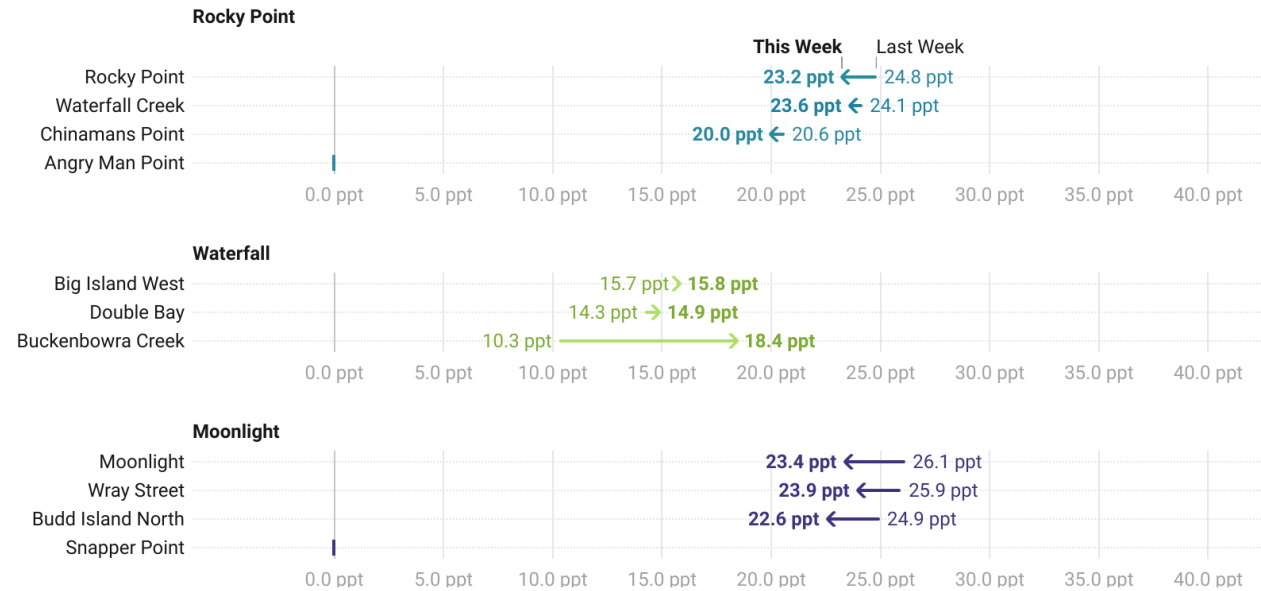 Rocky Point
This Week Last Week
Rocky Point 23.2 ppt 24.8 ppt
Waterfall Creek 23.6 ppt 24.1 ppt
Chinamans Point 20.0 ppt 20.6 ppt
Angry Man Point
0.0 ppt 5.0 ppt 10.0 ppt 15.0 ppt 20.0 ppt 25.0 ppt 30.0 ppt 35.0 ppt 40.0 ppt
Waterfall
Big Island West 15.7 ppt 15.8 ppt
Double Bay 14.3 ppt 14.9 ppt
Buckenbowra Creek 10.3 ppt 18.4 ppt
0.0 ppt 5.0 ppt 10.0 ppt 15.0 ppt 20.0 ppt 25.0 ppt 30.0 ppt 35.0 ppt 40.0 ppt
Moonlight
Moonlight 23.4 ppt 26.1 ppt
Wray Street 23.9 ppt 25.9 ppt
Budd Island North 22.6 ppt 24.9 ppt
Snapper Point
0.0 ppt 5.0 ppt 10.0 ppt 15.0 ppt 20.0 ppt 25.0 ppt 30.0 ppt 35.0 ppt 40.0 ppt